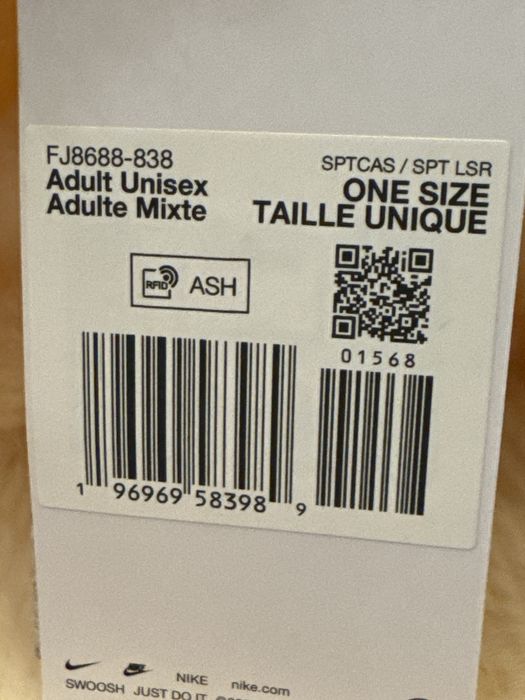 FJ8688-838
Adult Unisex
Adulte Mixte
SPTCAS / SPT LSR
ONE SIZE
TAILLE UNIQUE
RFID ASH
01568
1 96969 58398 9
NIKE nike.com
SWOOSH JUST DO IT